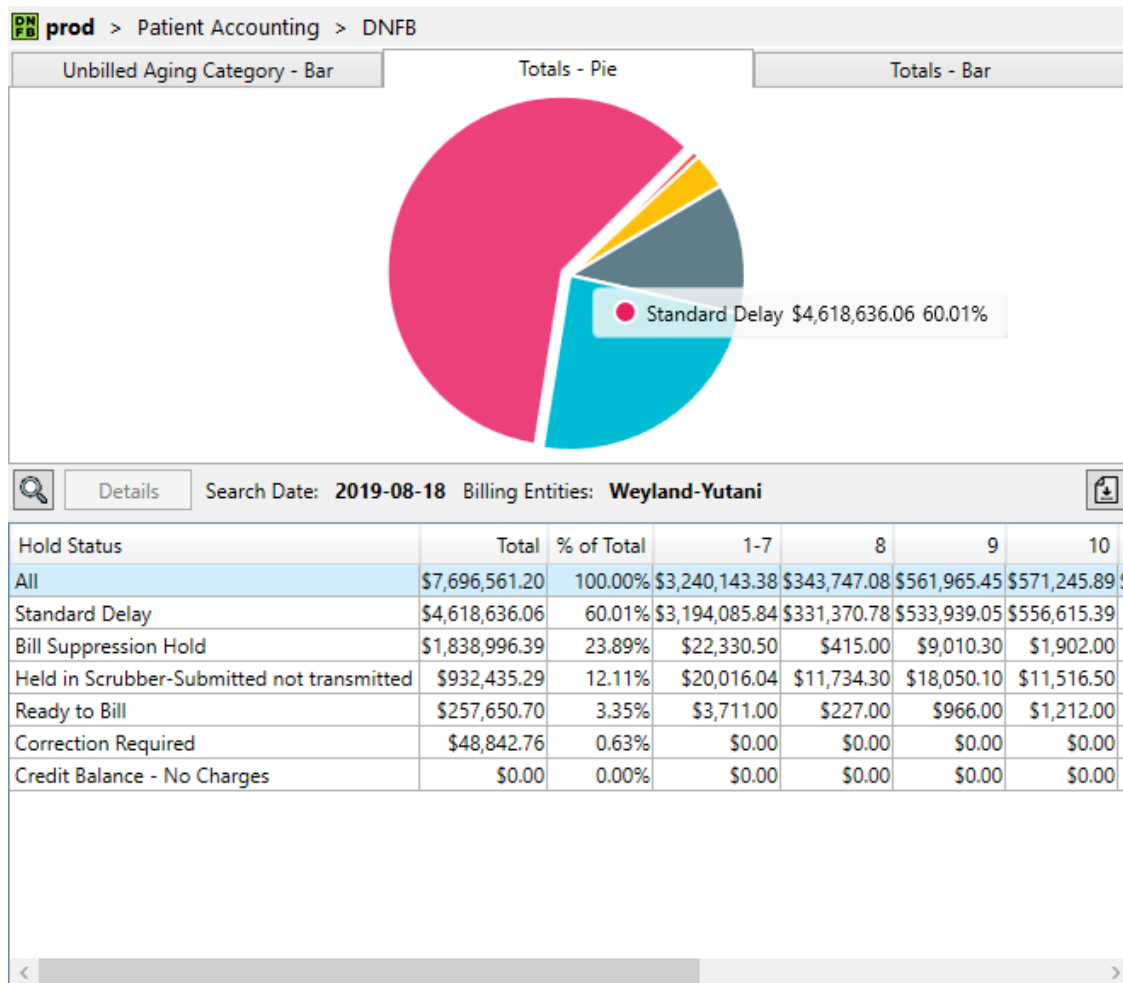 DN FB prod > Patient Accounting > DNFB
Unbilled Aging Category - Bar Totals - Pie Totals - Bar
Standard Delay $4,618,636.06 60.01%
Details Search Date: 2019-08-18 Billing Entities: Weyland-Yutani
Hold Status Total % of Total 1-7 8 9 10
All $7,696,561.20 100.00% $3,240,143.38 $343,747.08 $561,965.45 $571,245.89
Standard Delay $4,618,636.06 60.01% $3,194,085.84 $331,370.78 $533,939.05 $556,615.39
Bill Suppression Hold $1,838,996.39 23.89% $22,330.50 $415.00 $9,010.30 $1,902.00
Held in Scrubber-Submitted not transmitted $932,435.29 12.11% $20,016.04 $11,734.30 $18,050.10 $11,516.50
Ready to Bill $257,650.70 3.35% $3,711.00 $227.00 $966.00 $1,212.00
Correction Required $48,842.76 0.63% $0.00 $0.00 $0.00 $0.00
Credit Balance - No Charges $0.00 0.00% $0.00 $0.00 $0.00 $0.00